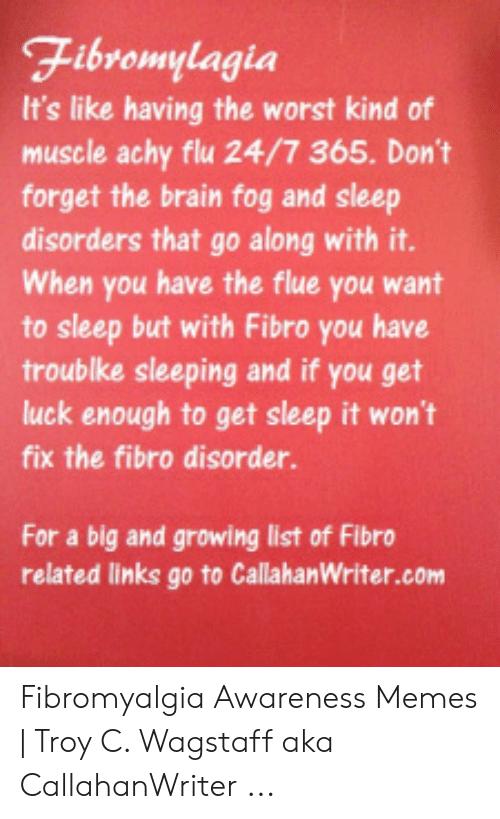 Fibromylagia
It's like having the worst kind of
muscle achy flu 24/7 365. Don't
forget the brain fog and sleep
disorders that go along with it.
When you have the flue you want
to sleep but with Fibro you have
troublke sleeping and if you get
luck enough to get sleep it won't
fix the fibro disorder.
For a big and growing list of Fibro
related links go to CallahanWriter.com
Fibromyalgia Awareness Memes
| Troy C. Wagstaff aka
CallahanWriter ...